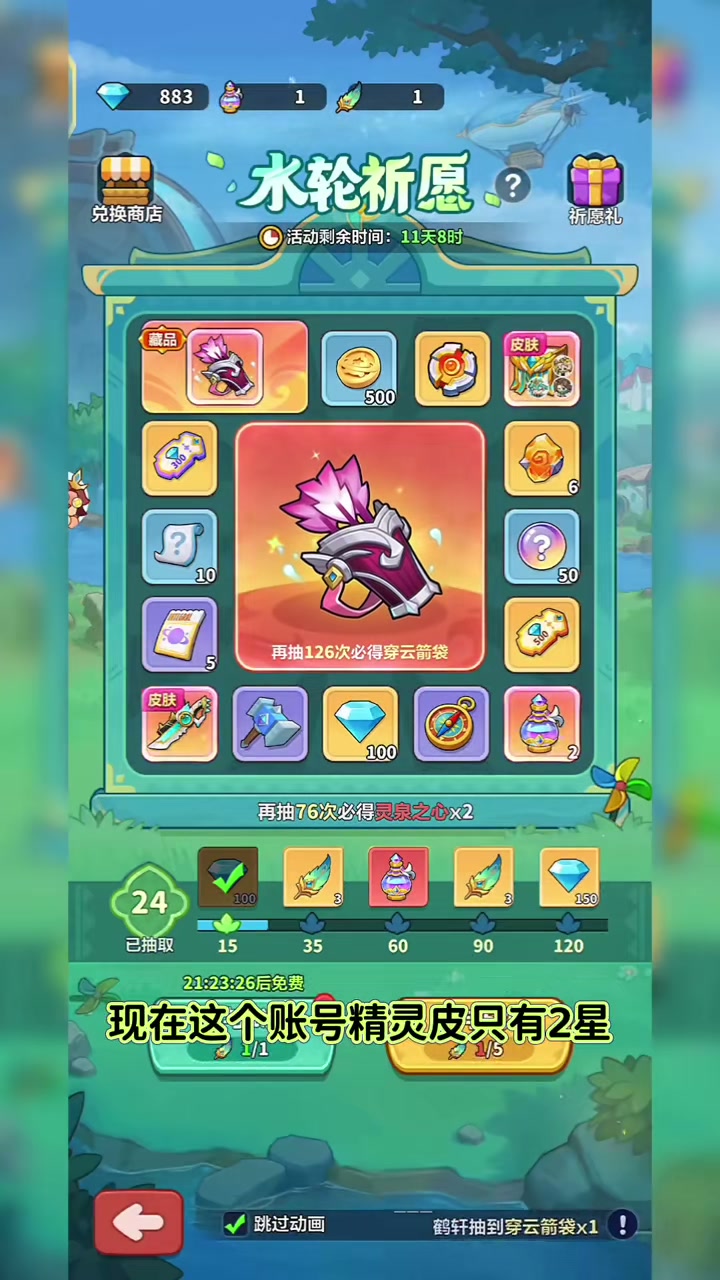 883
1
1
水轮祈愿
?
兑换商店
祈愿礼
活动剩余时间：11天8时
藏品
500
皮肤
300
6
?
10
?
50
5
500
再抽126次必得穿云箭袋
皮肤
100
2
再抽76次必得灵泉之心x2
24
已抽取
100
3
3
150
15
35
60
90
120
21:23:26后免费
现在这个账号精灵皮只有2星
1/1
1/5
跳过动画
鹤轩抽到穿云箭袋x1
!